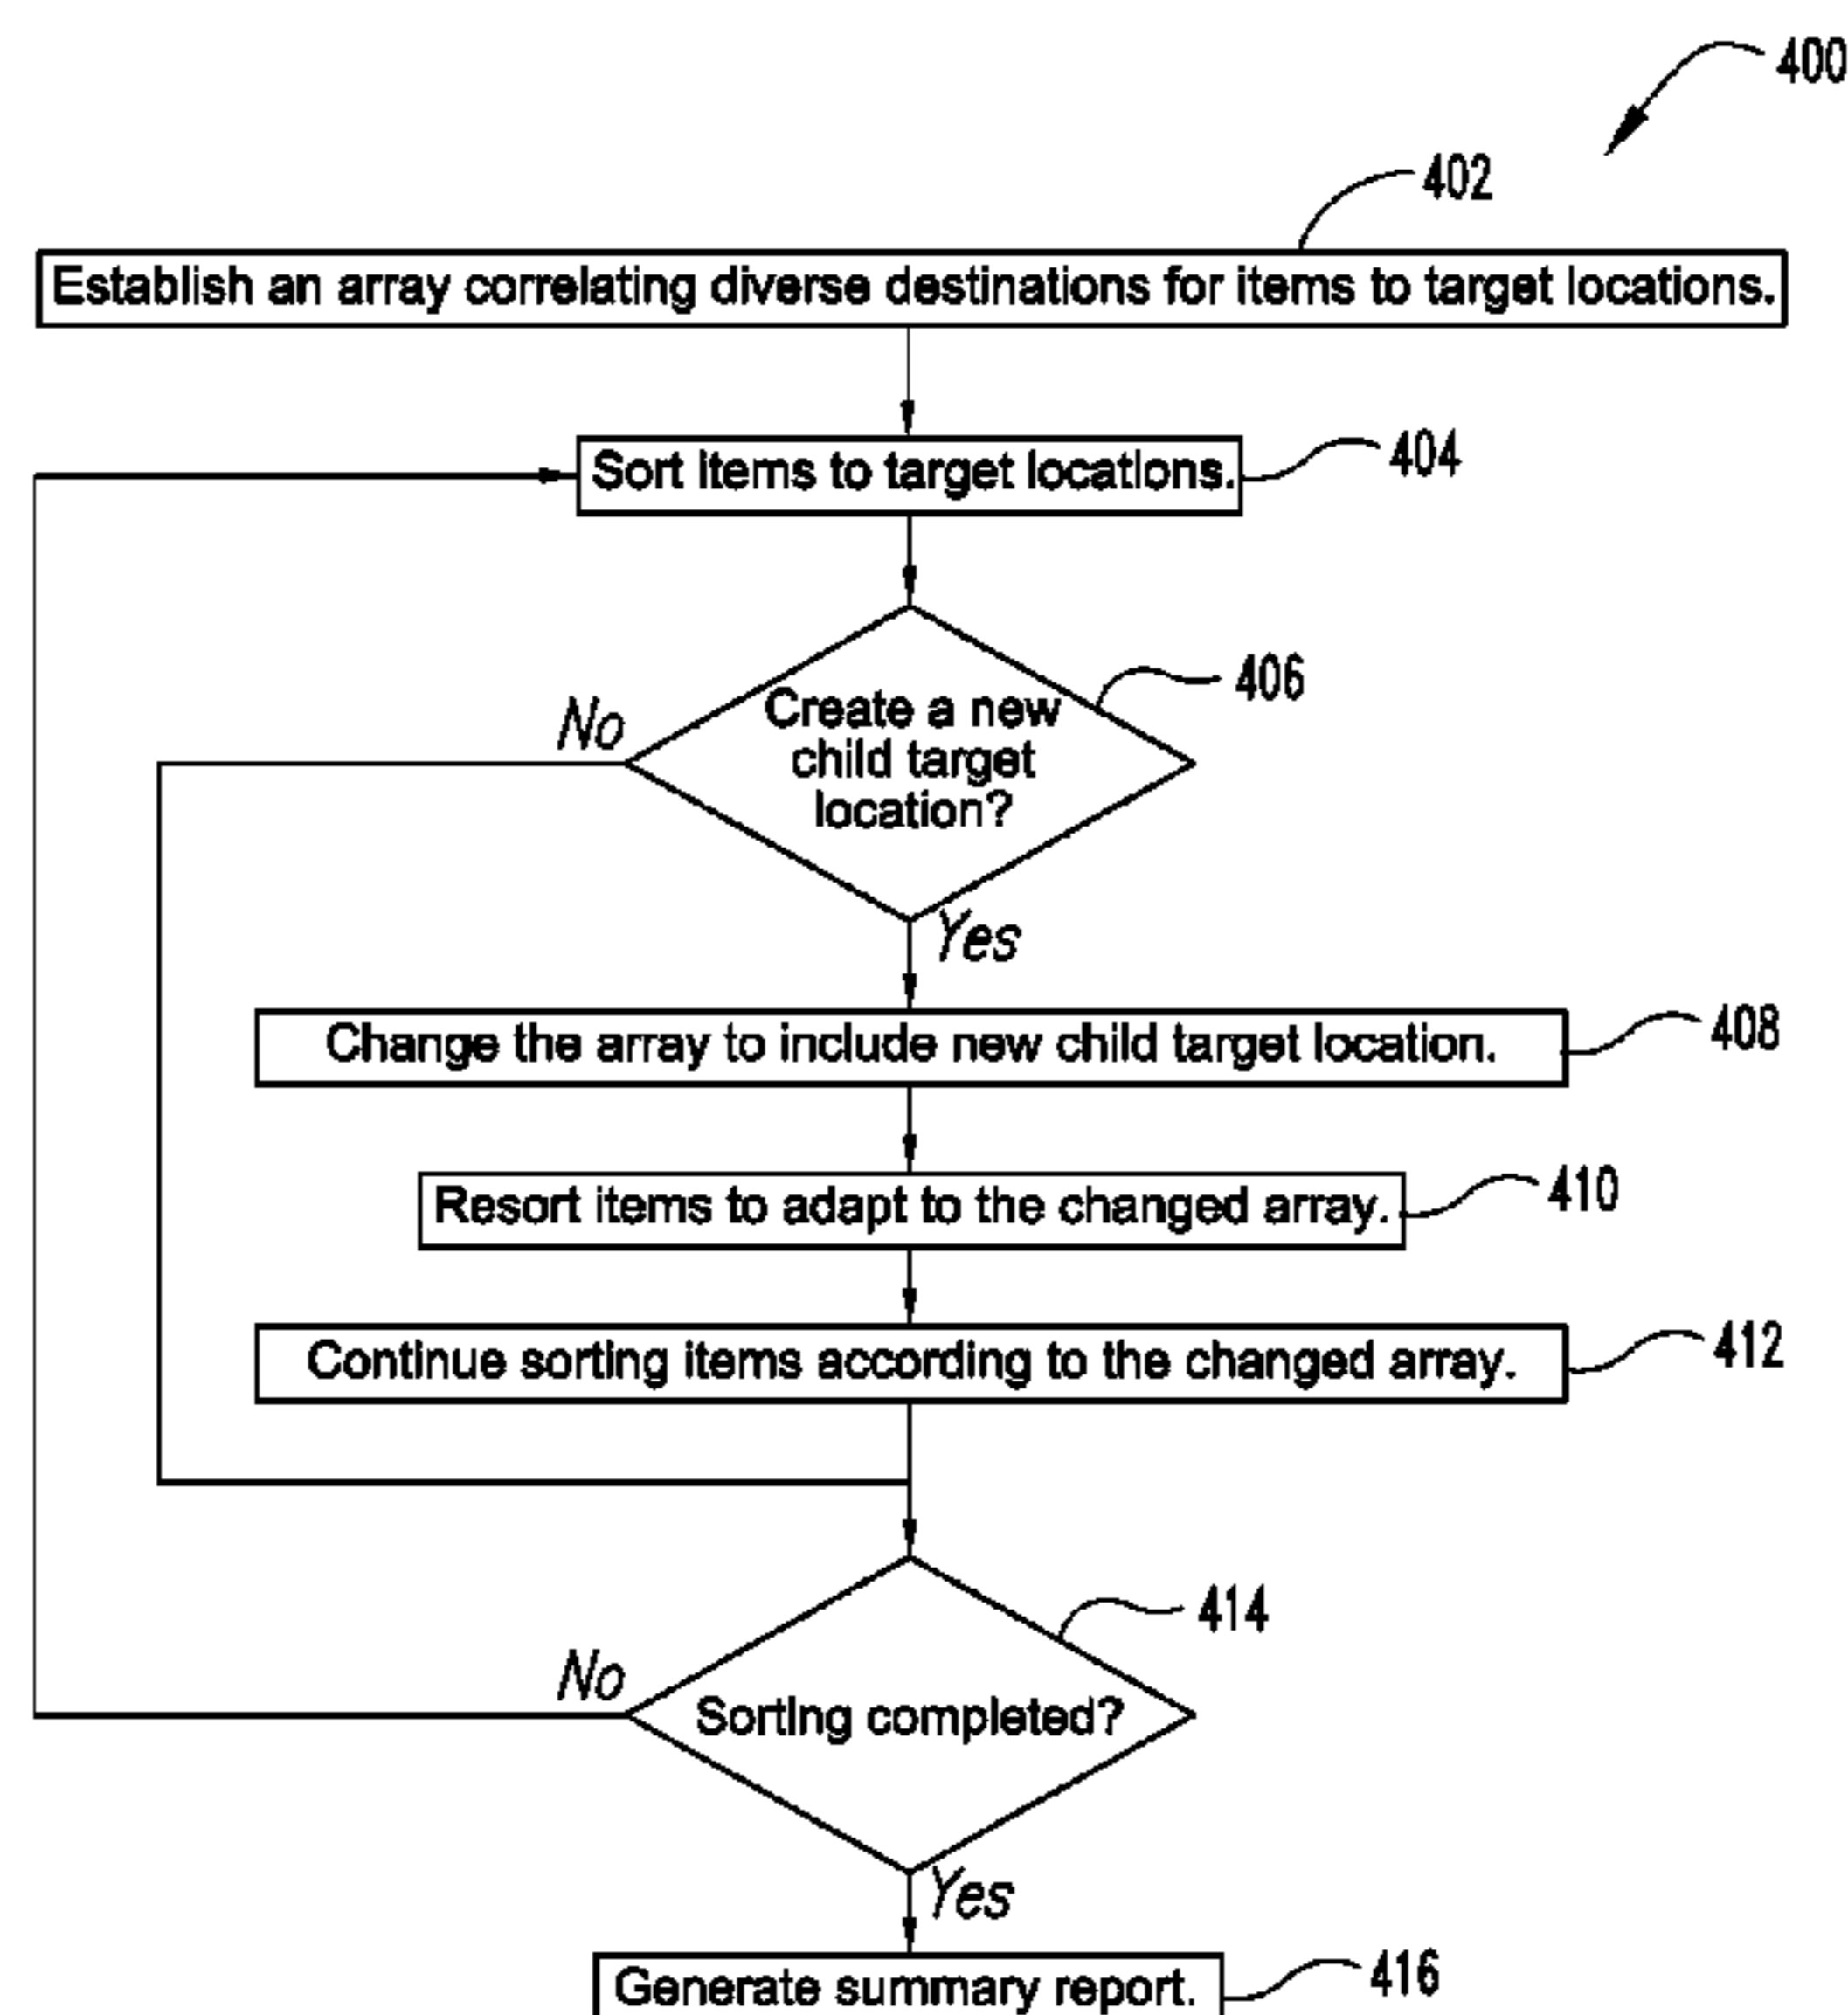 400
402
Establish an array correlating diverse destinations for items to target locations.
Sort items to target locations.
404
406
Create a new
child target
location?
No
Yes
Change the array to include new child target location.
408
Resort items to adapt to the changed array.
410
Continue sorting items according to the changed array.
412
414
No
Sorting completed?
Yes
Generate summary report.
416